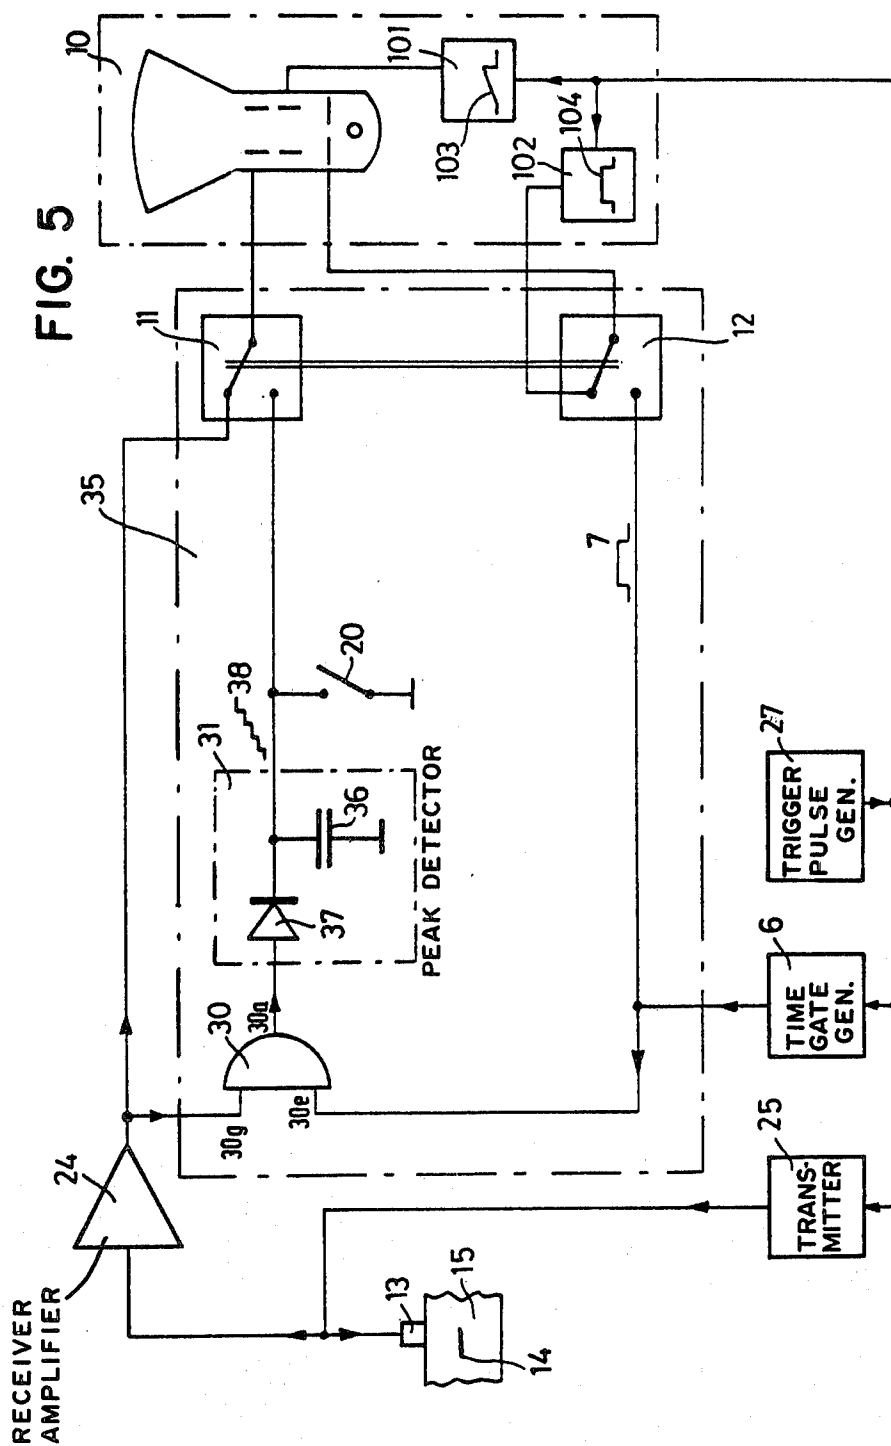 FIG. 5
RECEIVER
AMPLIFIER
24
13
15
14
25
TRANS-
MITTER
6
TIME
GATE
GEN.
27
TRIGGER
PULSE
GEN.
30g
30e
30
30a
37
36
31
PEAK DETECTOR
38
20
7
35
11
12
10
101
103
102
104